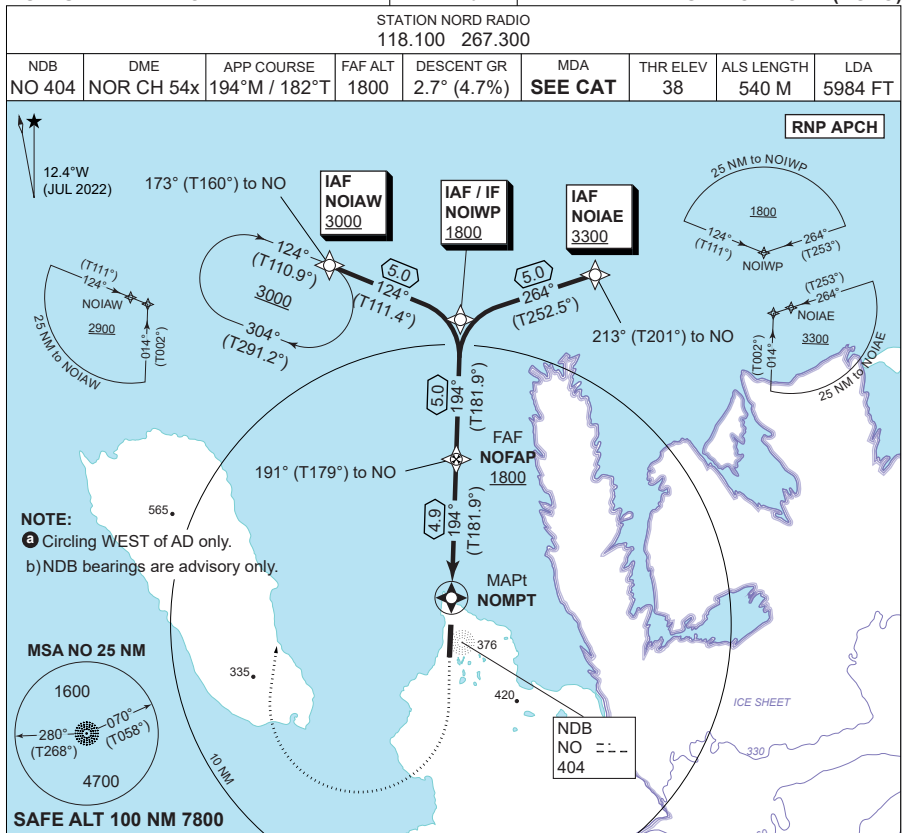 STATION NORD RADIO
118.100 267.300
NDB
NO 404
DME
NOR CH 54x
APP COURSE
194°M / 182°T
FAF ALT
1800
DESCENT GR
2.7° (4.7%)
MDA
SEE CAT
THR ELEV
38
ALS LENGTH
540 M
LDA
5984 FT
RNP APCH
12.4°W
(JUL 2022)
173° (T160°) to NO
IAF
NOIAW
3000
IAF / IF
NOIWP
1800
IAF
NOIAE
3300
25 NM to NOIWP
1800
124°
(T111°)
264°
(T253°)
NOIWP
124°
(T110.9°)
3000
304°
(T291.2°)
5.0
124°
(T111.4°)
5.0
264°
(T252.5°)
213° (T201°) to NO
(T111°)
124°
NOIAW
2900
014°
(T002°)
25 NM to NOIAW
(T253°)
264°
NOIAE
3300
014°
(T002°)
25 NM to NOIAE
5.0
194°
(T181.9°)
FAF
NOFAP
1800
191° (T179°) to NO
4.9
194°
(T181.9°)
MAPt
NOMPT
565
NOTE:
a Circling WEST of AD only.
b) NDB bearings are advisory only.
376
335
420
MSA NO 25 NM
1600
070°
(T058°)
280°
(T268°)
4700
10 NM
NDB
NO
404
ICE SHEET
330
SAFE ALT 100 NM 7800